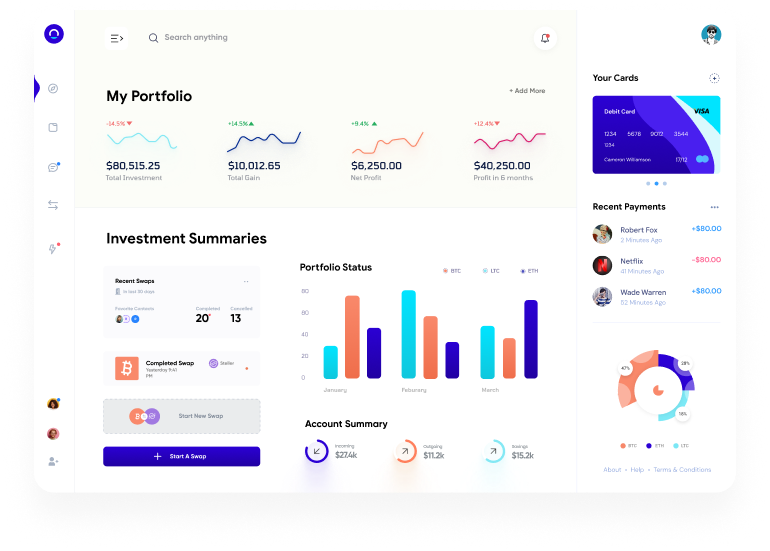 Search anything
My Portfolio
+ Add More
-14.5%
+14.5%
+9.4%
+12.4%
$80,515.25
$10,012.65
$6,250.00
$40,250.00
Total Investment
Total Gain
Net Profit
Profit in 6 months
Investment Summaries
Recent Swaps
In last 30 days
Favorite Contacts
Completed
Cancelled
20
13
Completed Swap
Yesterday 9:41
PM
Steller
Start New Swap
Start A Swap
Portfolio Status
BTC
LTC
ETH
80
60
40
20
0
January
Feburary
March
Account Summary
Incoming
$27.4k
Outgoing
$11.2k
Savings
$15.2k
Your Cards
Debit Card
VISA
1234 5678 9012 3544
1234
Cameron Williamson
17/12
Recent Payments
Robert Fox
+$80.00
2 Minutes Ago
Netflix
-$80.00
41 Minutes Ago
Wade Warren
+$80.00
52 Minutes Ago
47%
28%
18%
BTC
ETH
LTC
About • Help • Terms & Conditions